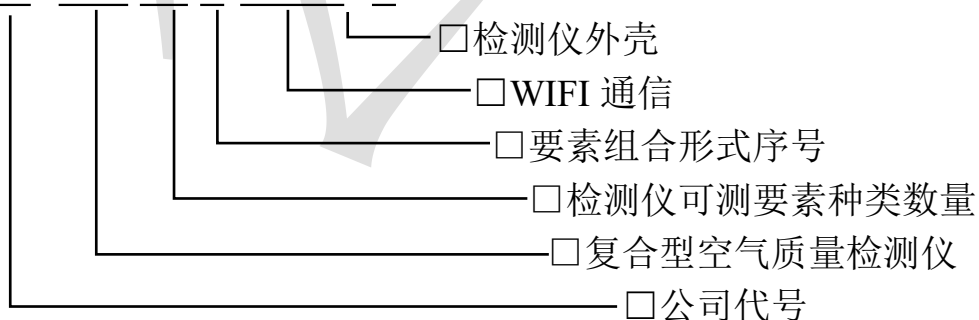 □检测仪外壳
□WIFI 通信
□要素组合形式序号
□检测仪可测要素种类数量
□复合型空气质量检测仪
□公司代号